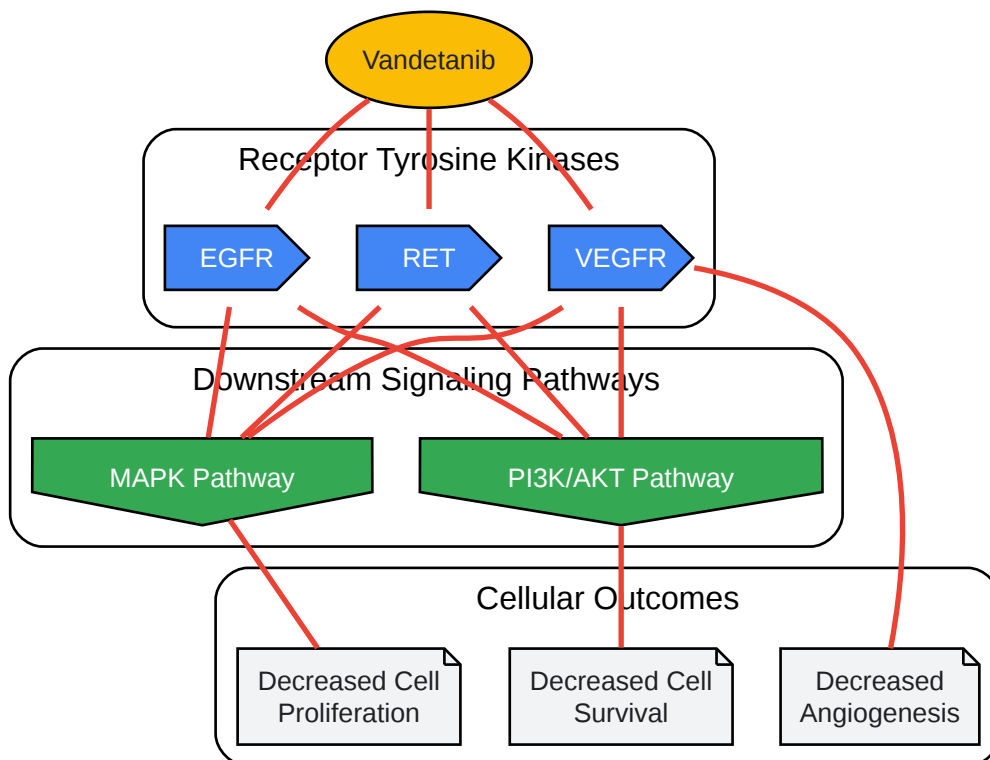 Vandetanib
Receptor Tyrosine Kinases
EGFR
RET
VEGFR
Downstream Signaling Pathways
MAPK Pathway
PI3K/AKT Pathway
Cellular Outcomes
Decreased Cell
Proliferation
Decreased Cell
Survival
Decreased
Angiogenesis